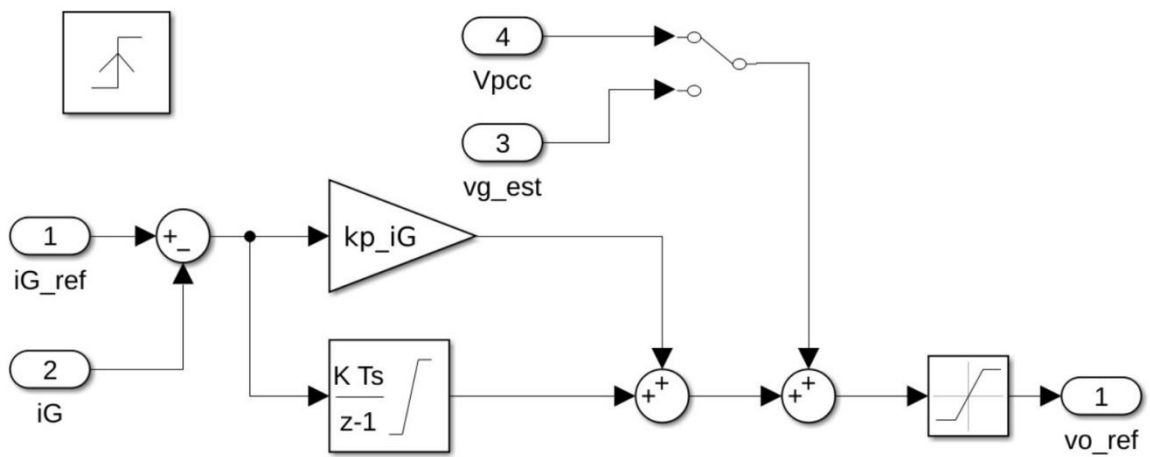 4
Vpcc
3
vg_est
1
iG_ref
+
−
kp_iG
2
iG
K Ts
z-1
+
+
+
+
1
vo_ref